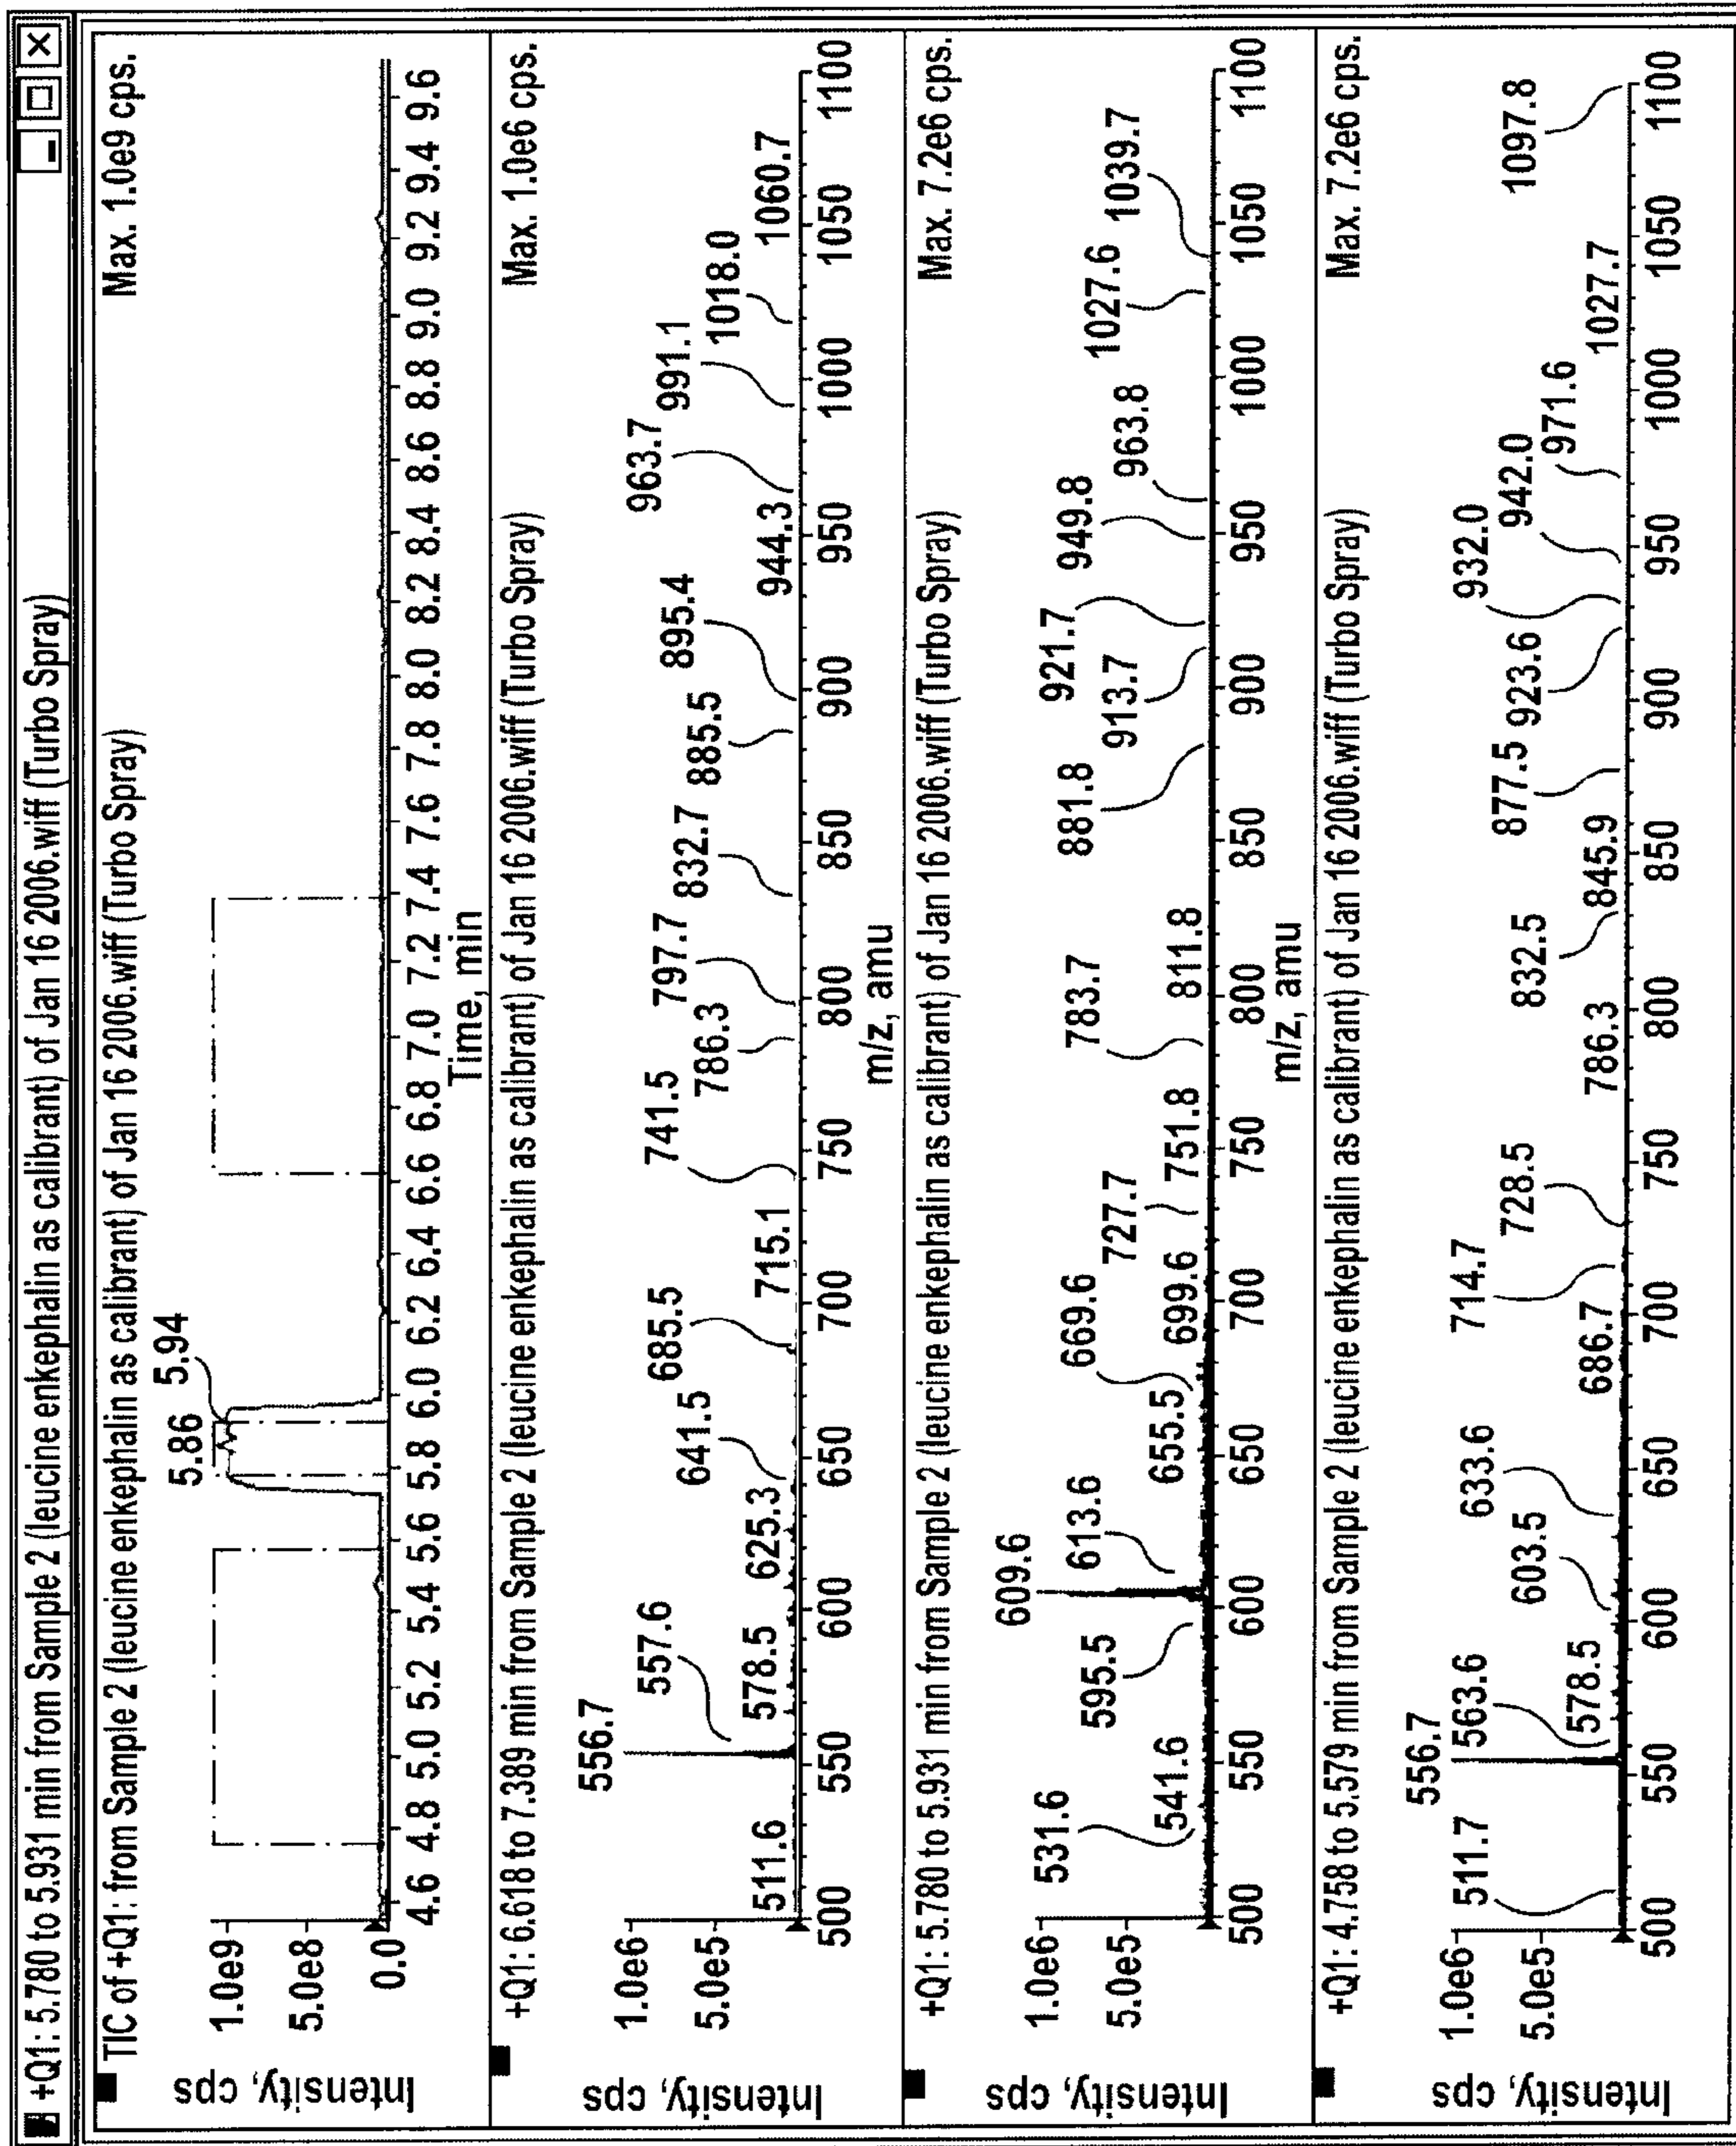 +Q1: 5.780 to 5.931 min from Sample 2 (leucine enkephalin as calibrant) of Jan 16 2006.wiff (Turbo Spray)
TIC of +Q1: from Sample 2 (leucine enkephalin as calibrant) of Jan 16 2006.wiff (Turbo Spray)
Max. 1.0e9 cps.
Intensity, cps
1.0e9
5.0e8
0.0
5.86
5.94
4.6 4.8 5.0 5.2 5.4 5.6 5.8 6.0 6.2 6.4 6.6 6.8 7.0 7.2 7.4 7.6 7.8 8.0 8.2 8.4 8.6 8.8 9.0 9.2 9.4 9.6
Time, min
+Q1: 6.618 to 7.389 min from Sample 2 (leucine enkephalin as calibrant) of Jan 16 2006.wiff (Turbo Spray)
Max. 1.0e6 cps.
Intensity, cps
1.0e6
5.0e5
511.6
556.7
557.6
578.5
625.3
641.5
685.5
715.1
741.5
786.3
797.7
832.7
885.5
895.4
944.3
963.7
991.1
1018.0
1060.7
500 550 600 650 700 750 800 850 900 950 1000 1050 1100
m/z, amu
+Q1: 5.780 to 5.931 min from Sample 2 (leucine enkephalin as calibrant) of Jan 16 2006.wiff (Turbo Spray)
Max. 7.2e6 cps.
Intensity, cps
1.0e6
5.0e5
531.6
541.6
595.5
609.6
613.6
655.5
669.6
699.6
727.7
751.8
783.7
811.8
881.8
913.7
921.7
949.8
963.8
1027.6
1039.7
500 550 600 650 700 750 800 850 900 950 1000 1050 1100
m/z, amu
+Q1: 4.758 to 5.579 min from Sample 2 (leucine enkephalin as calibrant) of Jan 16 2006.wiff (Turbo Spray)
Max. 7.2e6 cps.
Intensity, cps
1.0e6
5.0e5
511.7
556.7
563.6
578.5
603.5
633.6
686.7
714.7
728.5
786.3
832.5
845.9
877.5
923.6
932.0
942.0
971.6
1027.7
1097.8
500 550 600 650 700 750 800 850 900 950 1000 1050 1100